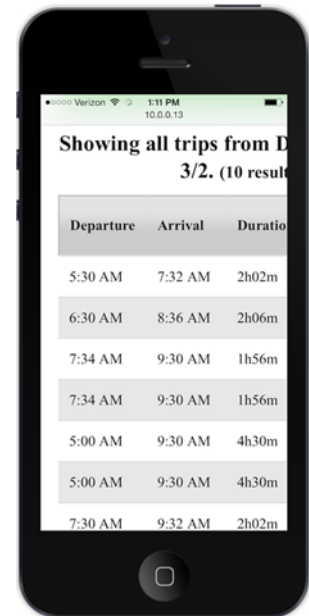 Verizon 1:11 PM
10.0.0.13
Showing all trips from D
3/2. (10 result
Departure Arrival Duratio
5:30 AM 7:32 AM 2h02m
6:30 AM 8:36 AM 2h06m
7:34 AM 9:30 AM 1h56m
7:34 AM 9:30 AM 1h56m
5:00 AM 9:30 AM 4h30m
5:00 AM 9:30 AM 4h30m
7:30 AM 9:32 AM 2h02m